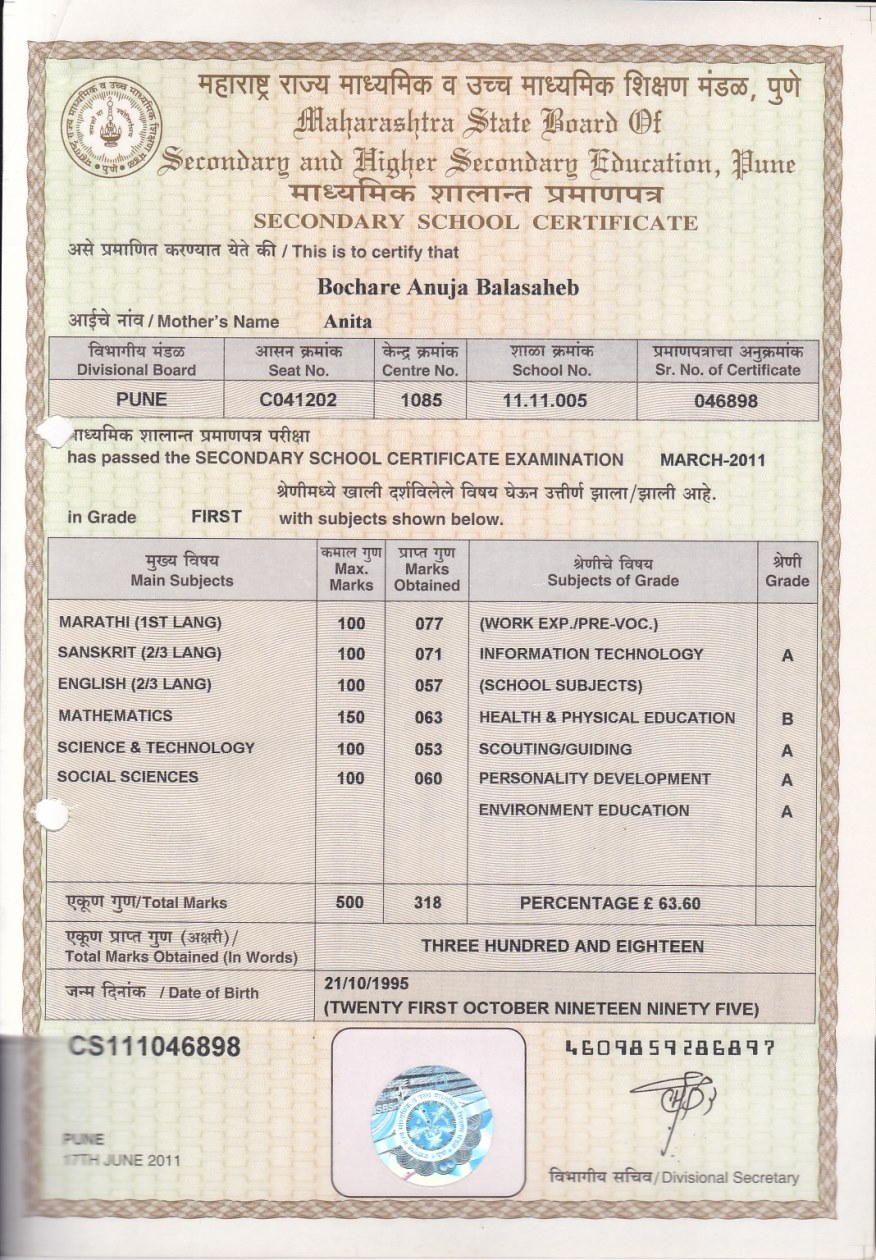 महाराष्ट्र राज्य माध्यमिक व उच्च माध्यमिक शिक्षण मंडळ, पुणे
Maharashtra State Board Of
Secondary and Higher Secondary Education, Pune
माध्यमिक शालान्त प्रमाणपत्र
SECONDARY SCHOOL CERTIFICATE
असे प्रमाणित करण्यात येते की / This is to certify that
Bochare Anuja Balasaheb
आईचे नांव / Mother's Name Anita
विभागीय मंडळ आसन क्रमांक केन्द्र क्रमांक शाळा क्रमांक प्रमाणपत्राचा अनुक्रमांक
Divisional Board Seat No. Centre No. School No. Sr. No. of Certificate
PUNE C041202 1085 11.11.005 046898
माध्यमिक शालान्त प्रमाणपत्र परीक्षा
has passed the SECONDARY SCHOOL CERTIFICATE EXAMINATION MARCH-2011
श्रेणीमध्ये खाली दर्शविलेले विषय घेऊन उत्तीर्ण झाला/झाली आहे.
in Grade FIRST with subjects shown below.
मुख्य विषय कमाल गुण प्राप्त गुण श्रेणीचे विषय श्रेणी
Main Subjects Max. Marks Marks Obtained Subjects of Grade Grade
MARATHI (1ST LANG) 100 077 (WORK EXP./PRE-VOC.)
SANSKRIT (2/3 LANG) 100 071 INFORMATION TECHNOLOGY A
ENGLISH (2/3 LANG) 100 057 (SCHOOL SUBJECTS)
MATHEMATICS 150 063 HEALTH & PHYSICAL EDUCATION B
SCIENCE & TECHNOLOGY 100 053 SCOUTING/GUIDING A
SOCIAL SCIENCES 100 060 PERSONALITY DEVELOPMENT A
ENVIRONMENT EDUCATION A
एकूण गुण/Total Marks 500 318 PERCENTAGE £ 63.60
एकूण प्राप्त गुण (अक्षरी)/
Total Marks Obtained (In Words) THREE HUNDRED AND EIGHTEEN
जन्म दिनांक / Date of Birth 21/10/1995
(TWENTY FIRST OCTOBER NINETEEN NINETY FIVE)
CS111046898 4609859286897
PUNE
17TH JUNE 2011
विभागीय सचिव/Divisional Secretary